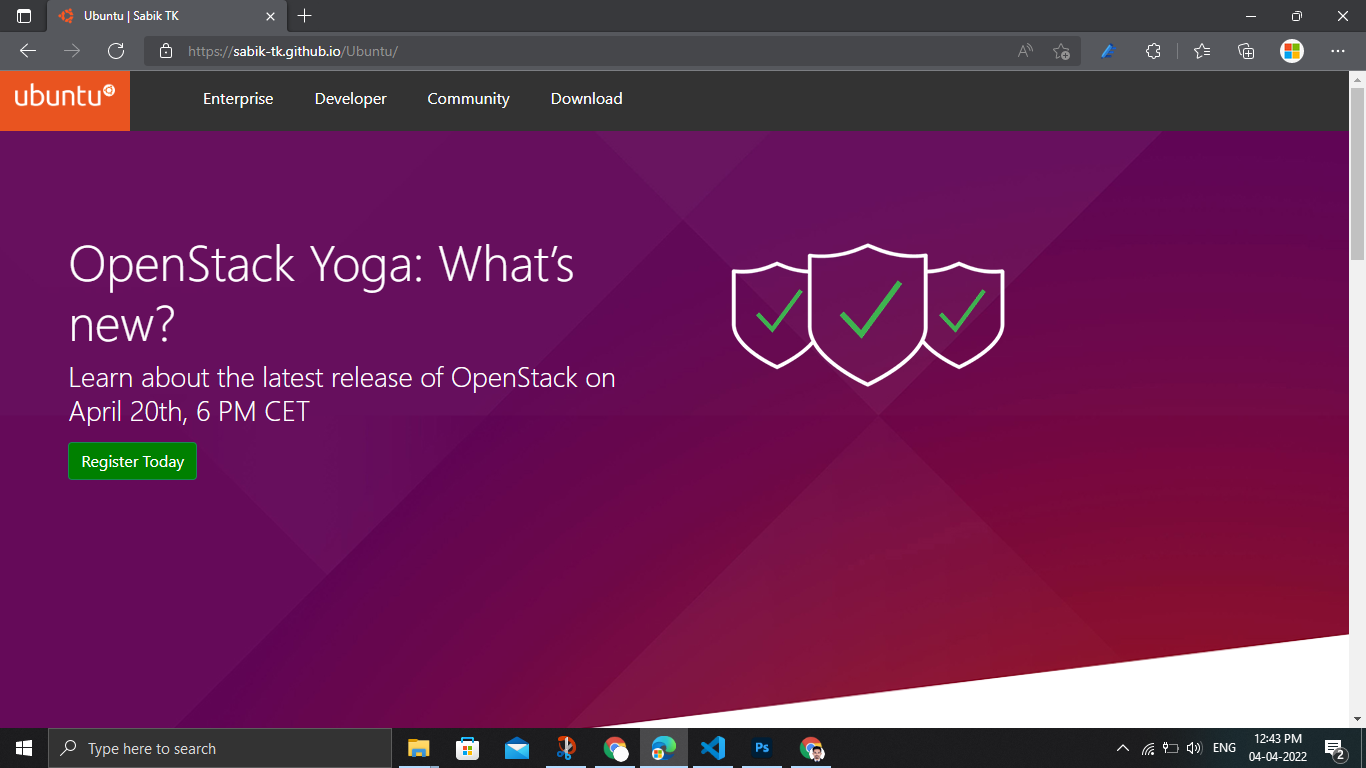 Ubuntu | Sabik TK
https://sabik-tk.github.io/Ubuntu/
ubuntu
Enterprise
Developer
Community
Download
OpenStack Yoga: What’s
new?
Learn about the latest release of OpenStack on
April 20th, 6 PM CET
Register Today
Type here to search
Ps
ENG
12:43 PM
04-04-2022
2